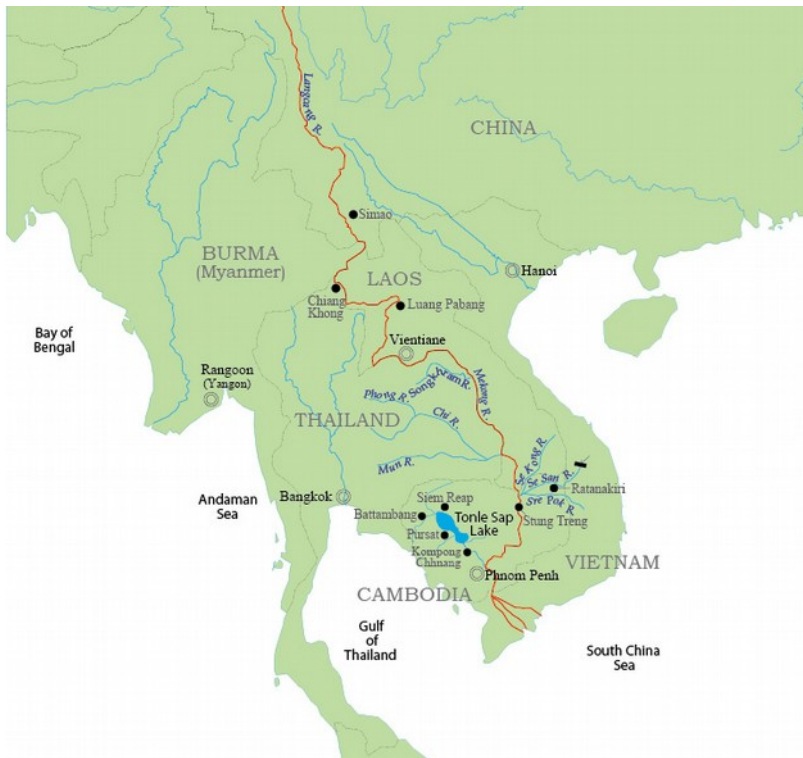 Lancang R.
CHINA
Simao
BURMA
(Myanmer)
Hanoi
LAOS
Chiang
Khong
Luang Pabang
Bay of
Bengal
Vientiane
Rangoon
(Yangon)
Phong R.
Songkhram R.
Mekong R.
THAILAND
Chi R.
Mun R.
Se Kong R.
Se San R.
Ratanakiri
Sre Pok R.
Andaman
Sea
Bangkok
Siem Reap
Battambang
Tonle Sap
Lake
Stung Treng
Pursat
Kompong
Chhnang
VIETNAM
Phnom Penh
CAMBODIA
Gulf
of
Thailand
South China
Sea